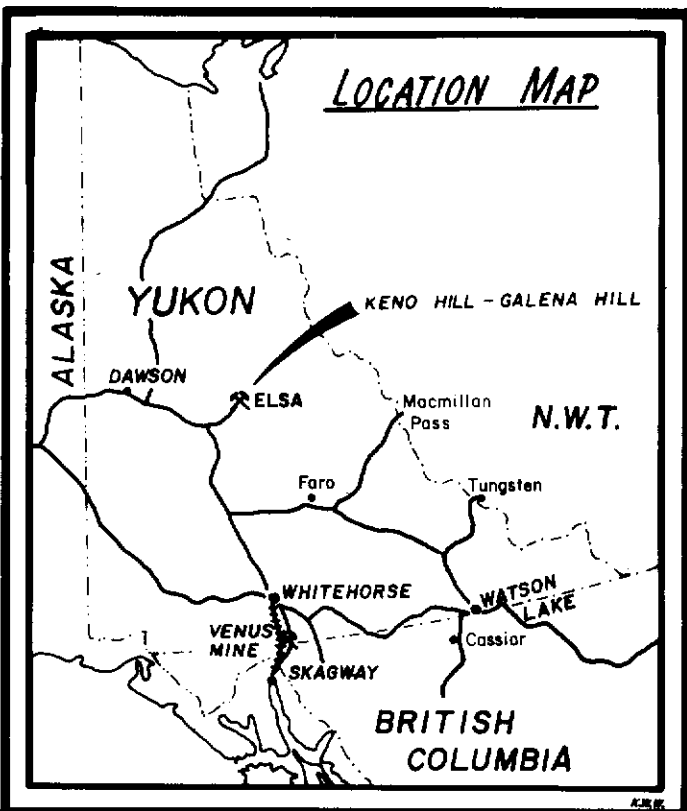 LOCATION MAP
ALASKA
YUKON
KENO HILL - GALENA HILL
DAWSON
ELSA
Macmillan
Pass
N.W.T.
Faro
Tungsten
WHITEHORSE
WATSON
LAKE
VENUS
MINE
Cassiar
SKAGWAY
BRITISH
COLUMBIA